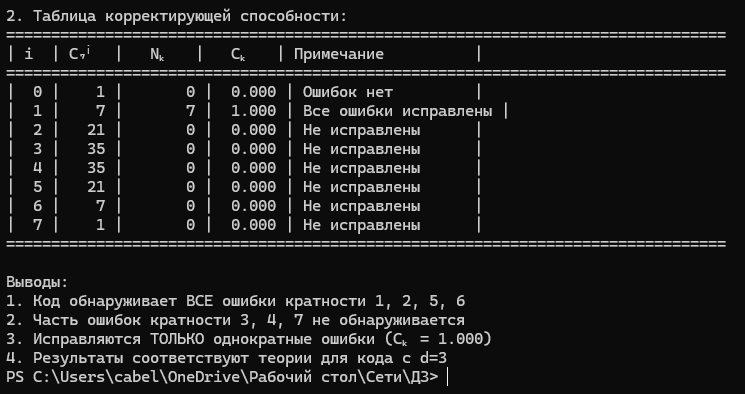 2. Таблица корректирующей способности:
================================================================================
| i  | C₇ⁱ  |   Nₖ   |   Cₖ   | Примечание          |
================================================================================
|  0 |    1 |       0 |  0.000 | Ошибок нет          |
|  1 |    7 |       7 |  1.000 | Все ошибки исправлены |
|  2 |   21 |       0 |  0.000 | Не исправлены       |
|  3 |   35 |       0 |  0.000 | Не исправлены       |
|  4 |   35 |       0 |  0.000 | Не исправлены       |
|  5 |   21 |       0 |  0.000 | Не исправлены       |
|  6 |    7 |       0 |  0.000 | Не исправлены       |
|  7 |    1 |       0 |  0.000 | Не исправлены       |
================================================================================
Выводы:
1. Код обнаруживает ВСЕ ошибки кратности 1, 2, 5, 6
2. Часть ошибок кратности 3, 4, 7 не обнаруживается
3. Исправляются ТОЛЬКО однократные ошибки (Cₖ = 1.000)
4. Результаты соответствуют теории для кода с d=3
PS C:\Users\cabel\OneDrive\Рабочий стол\Сети\ДЗ>